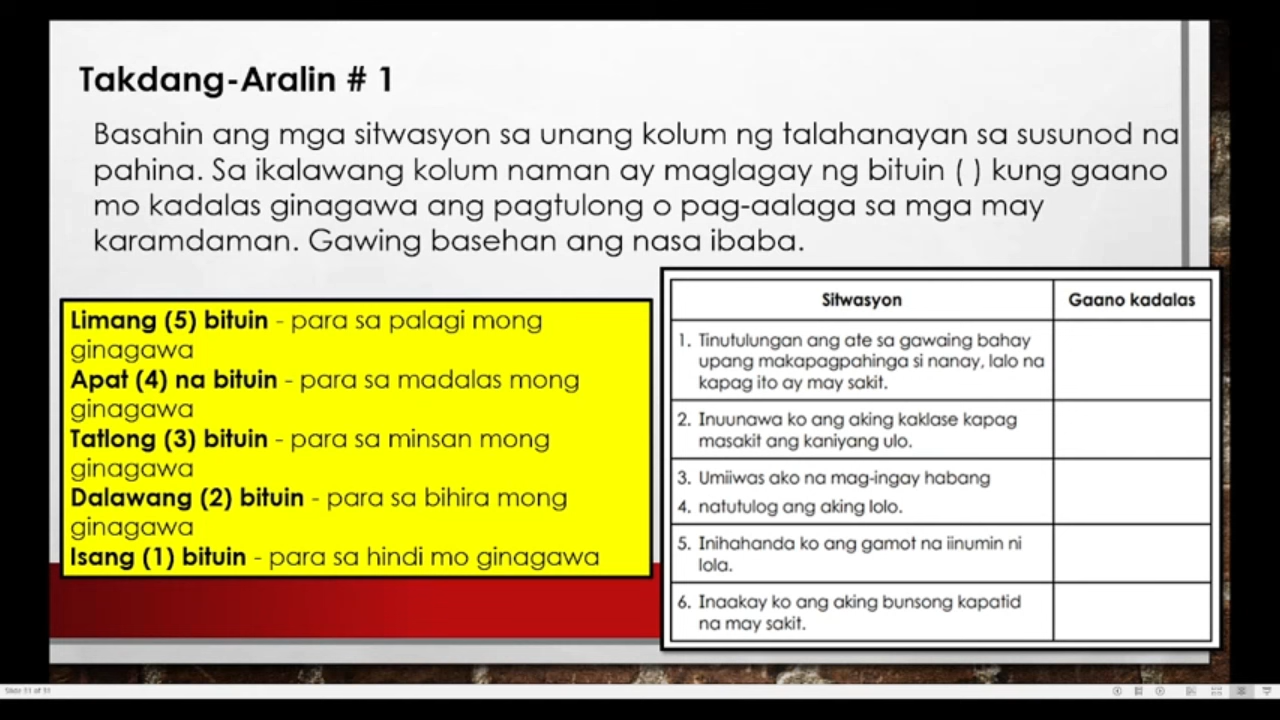 Takdang-Aralin # 1
Basahin ang mga sitwasyon sa unang kolum ng talahanayan sa susunod na
pahina. Sa ikalawang kolum naman ay maglagay ng bituin ( ) kung gaano
mo kadalas ginagawa ang pagtulong o pag-aalaga sa mga may
karamdaman. Gawing basehan ang nasa ibaba.
Limang (5) bituin - para sa palagi mong
ginagawa
Apat (4) na bituin - para sa madalas mong
ginagawa
Tatlong (3) bituin - para sa minsan mong
ginagawa
Dalawang (2) bituin - para sa bihira mong
ginagawa
Isang (1) bituin - para sa hindi mo ginagawa
Sitwasyon Gaano kadalas
1. Tinutulungan ang ate sa gawaing bahay
upang makapagpahinga si nanay, lalo na
kapag ito ay may sakit.
2. Inuunawa ko ang aking kaklase kapag
masakit ang kaniyang ulo.
3. Umiiwas ako na mag-ingay habang
4. natutulog ang aking lolo.
5. Inihahanda ko ang gamot na iinumin ni
lola.
6. Inaakay ko ang aking bunsong kapatid
na may sakit.